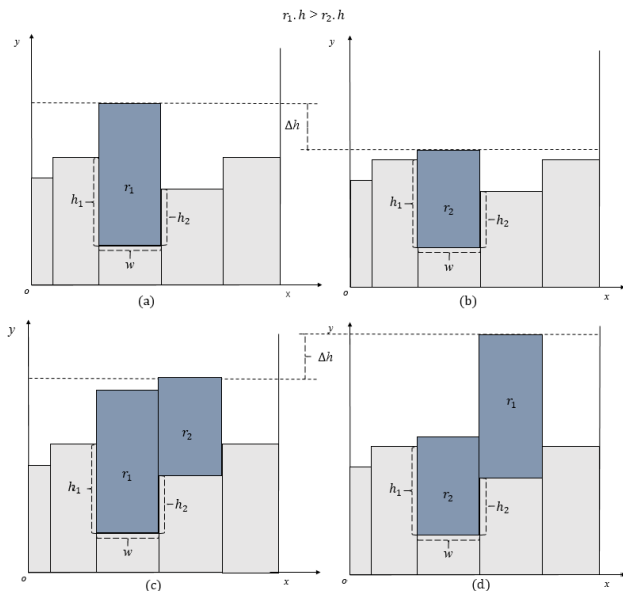 r₁.h > r₂.h
y
Δh
h₁
r₁
h₂
w
o
x
(a)
y
h₁
r₂
h₂
w
o
x
(b)
y
h₁
r₁
r₂
h₂
w
o
x
(c)
y
Δh
r₁
h₁
r₂
h₂
w
o
x
(d)